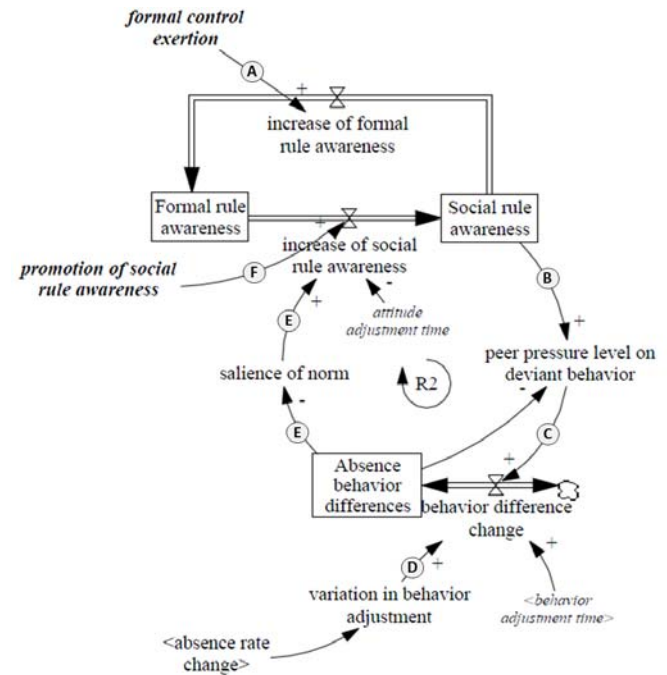 formal control
exertion
A
+
increase of formal
rule awareness
Formal rule
awareness
Social rule
awareness
+
increase of social
rule awareness
promotion of social
rule awareness
F
B
E
+
-
attitude
adjustment time
+
peer pressure level on
deviant behavior
salience of norm
R2
-
-
E
C
+
Absence
behavior
differences
behavior difference
change
D
+
+
variation in behavior
adjustment
<behavior
adjustment time>
<absence rate
change>